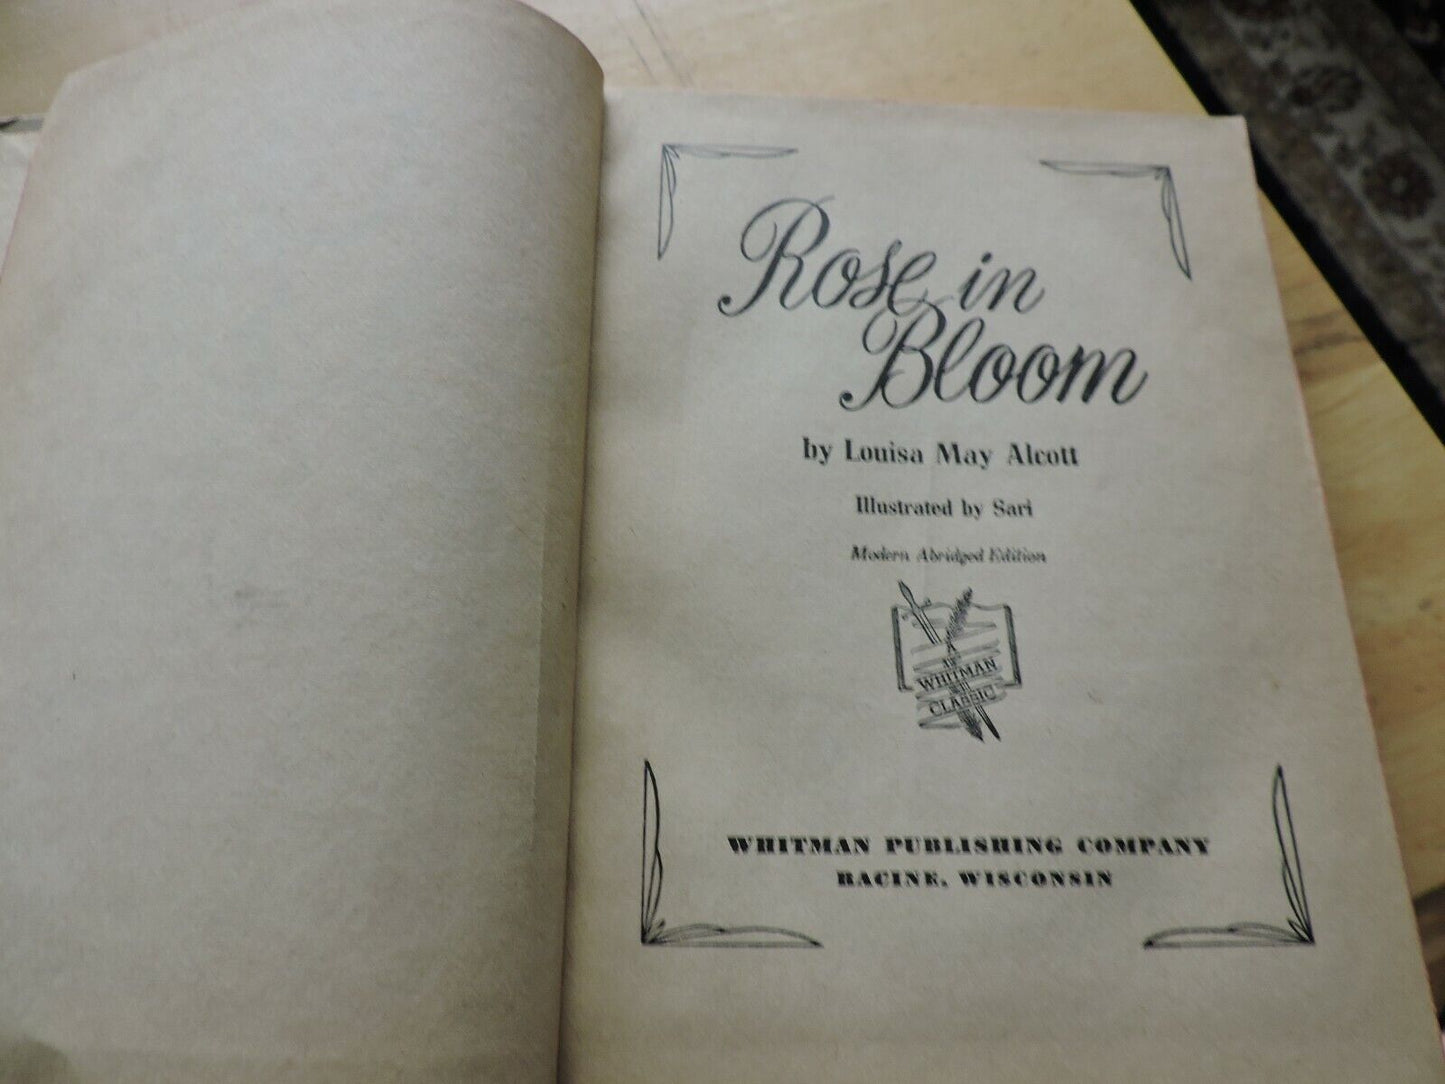 Rose in
Bloom
by Louisa May Alcott
Illustrated by Sari
Modern Abridged Edition
A
WHITMAN
CLASSIC
WHITMAN PUBLISHING COMPANY
RACINE, WISCONSIN